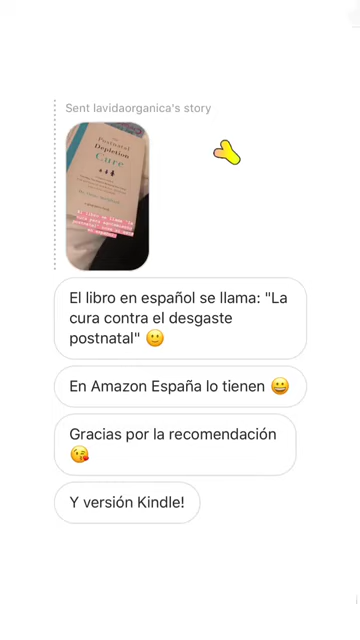 Sent lavidaorganica's story
The
Postnatal
Depletion
Cure
El libro en español se llama: "La
cura contra el desgaste
postnatal" 🙂
En Amazon España lo tienen 😀
Gracias por la recomendación
😘
Y versión Kindle!